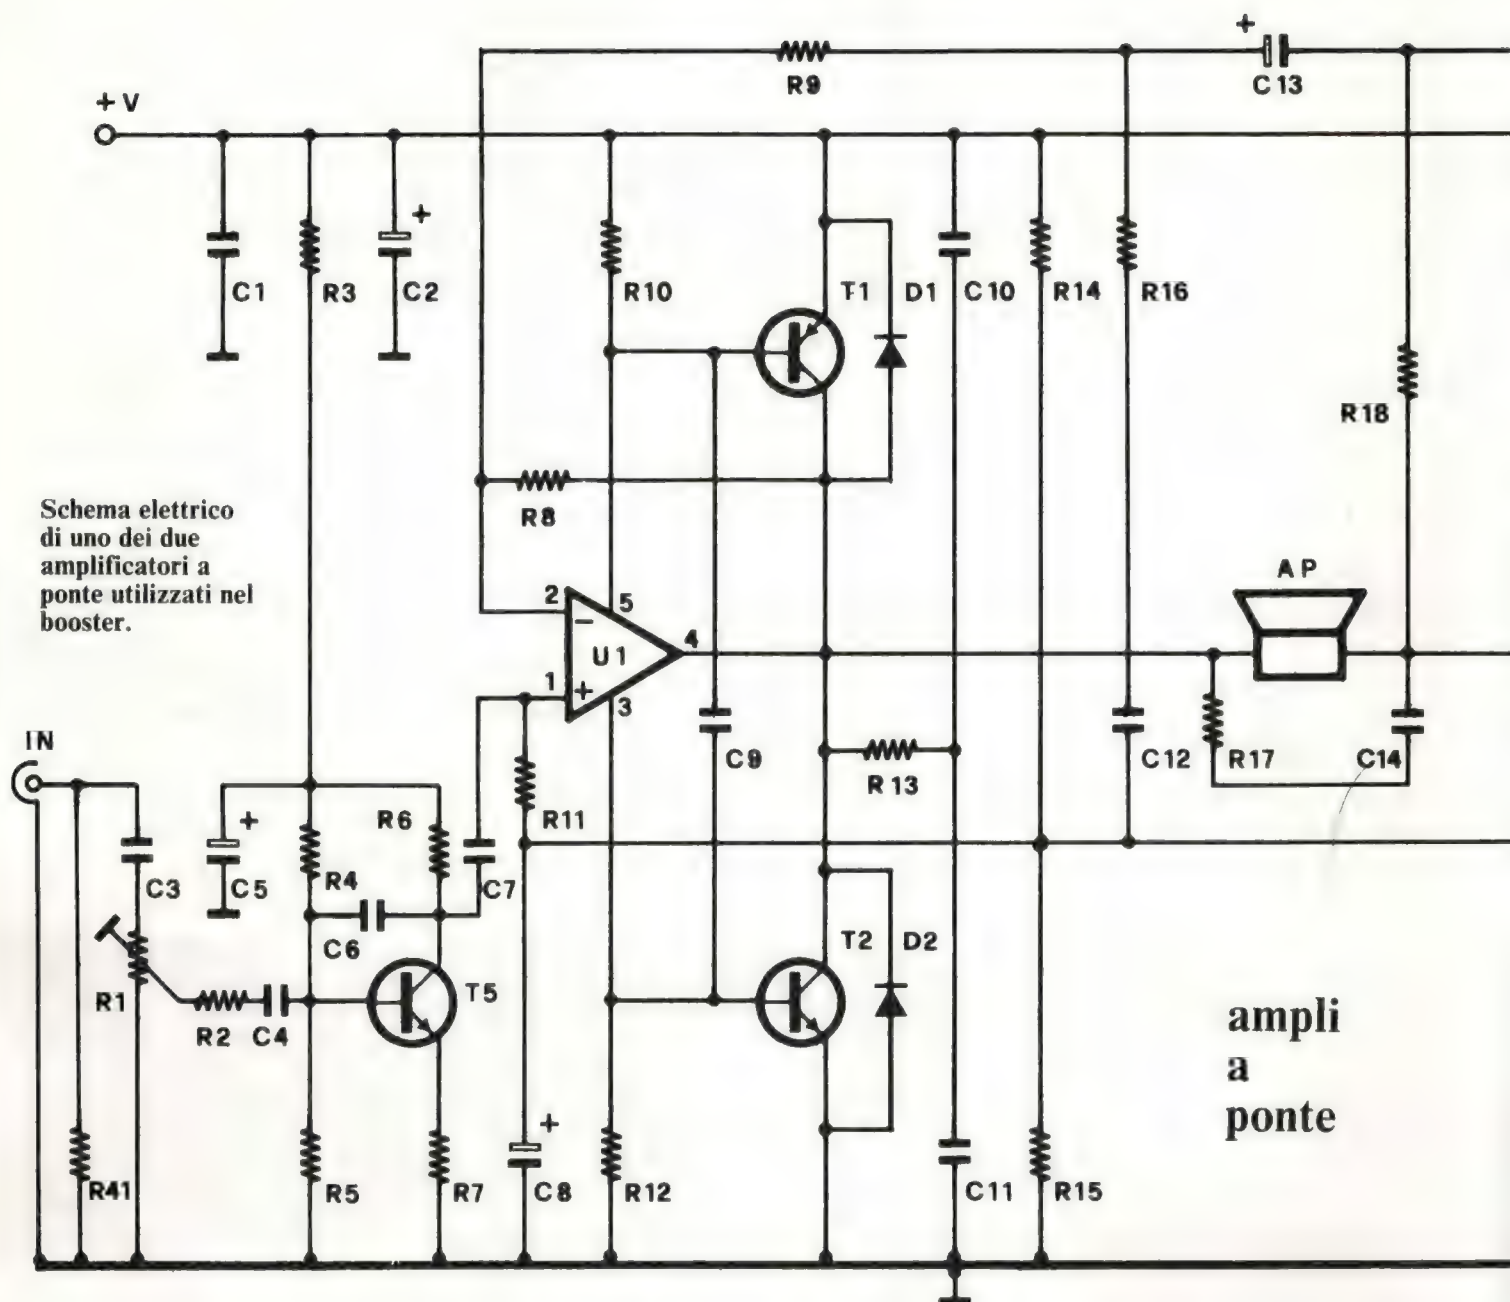 +
C13
R9
+ V
+
C1
R3
C2
R10
T1
D1
C10
R14
R16
R18
Schema elettrico
di uno dei due
amplificatori a
ponte utilizzati nel
booster.
R8
AP
2
5
−
U1
4
1
+
3
IN
C9
R13
C12
R17
C14
+
R6
R11
C3
C5
R4
C7
C6
T2
D2
R1
T5
R2
C4
ampli
a
ponte
+
R41
R5
R7
C8
R12
C11
R15